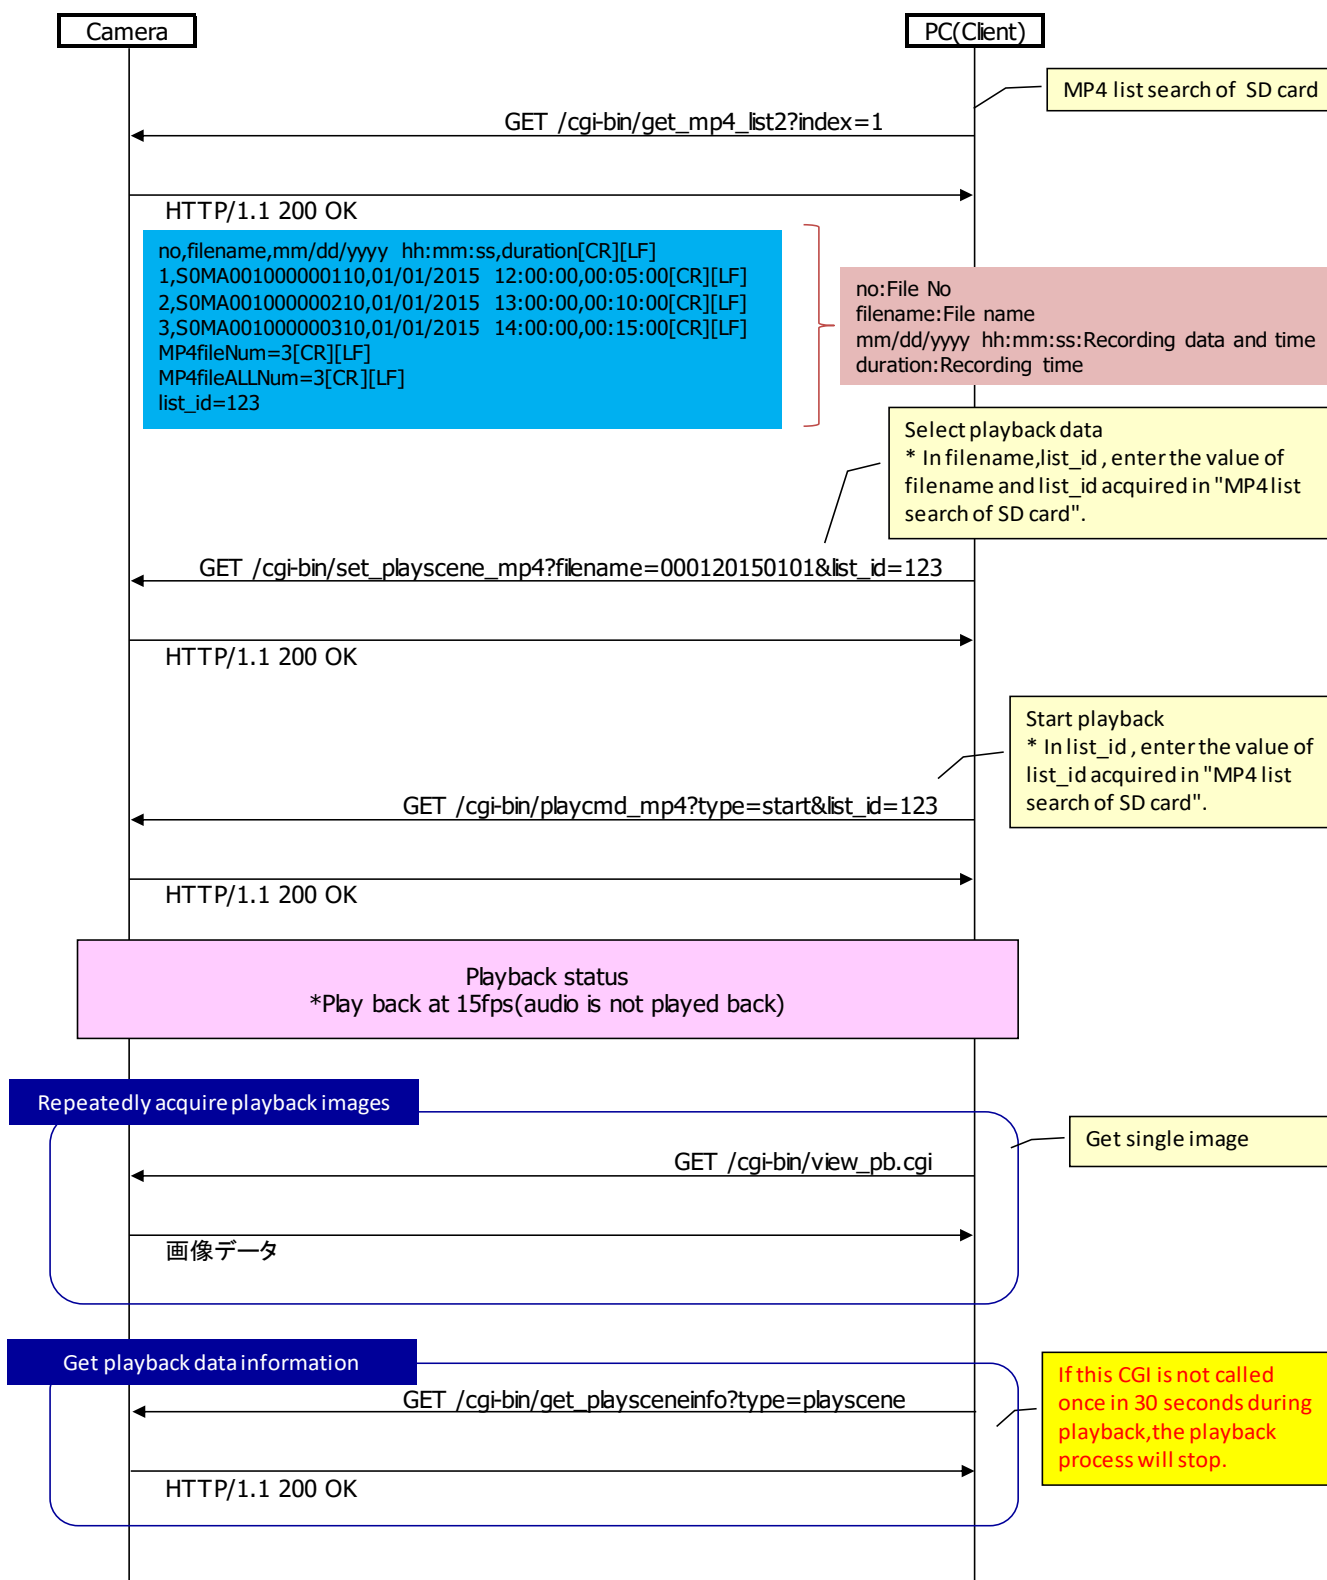 Camera
PC(Client)
MP4 list search of SD card
GET /cgi-bin/get_mp4_list2?index=1
HTTP/1.1 200 OK
no,filename,mm/dd/yyyy hh:mm:ss,duration[CR][LF]
1,S0MA001000000110,01/01/2015 12:00:00,00:05:00[CR][LF]
2,S0MA001000000210,01/01/2015 13:00:00,00:10:00[CR][LF]
3,S0MA001000000310,01/01/2015 14:00:00,00:15:00[CR][LF]
MP4fileNum=3[CR][LF]
MP4fileALLNum=3[CR][LF]
list_id=123
no:File No
filename:File name
mm/dd/yyyy hh:mm:ss:Recording data and time
duration:Recording time
Select playback data
* In filename,list_id , enter the value of
filename and list_id acquired in "MP4 list
search of SD card".
GET /cgi-bin/set_playscene_mp4?filename=000120150101&list_id=123
HTTP/1.1 200 OK
Start playback
* In list_id , enter the value of
list_id acquired in "MP4 list
search of SD card".
GET /cgi-bin/playcmd_mp4?type=start&list_id=123
HTTP/1.1 200 OK
Playback status
*Play back at 15fps(audio is not played back)
Repeatedly acquire playback images
Get single image
GET /cgi-bin/view_pb.cgi
画像データ
Get playback data information
If this CGI is not called
once in 30 seconds during
playback,the playback
process will stop.
GET /cgi-bin/get_playsceneinfo?type=playscene
HTTP/1.1 200 OK